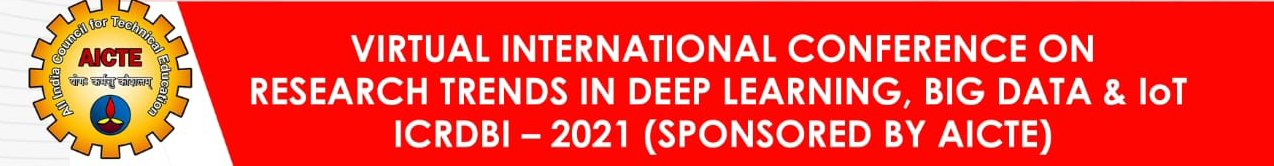 All India Council for Technical Education
AICTE
योगः कर्मसु कौशलम्
VIRTUAL INTERNATIONAL CONFERENCE ON
RESEARCH TRENDS IN DEEP LEARNING, BIG DATA & IoT
ICRDBI – 2021 (SPONSORED BY AICTE)